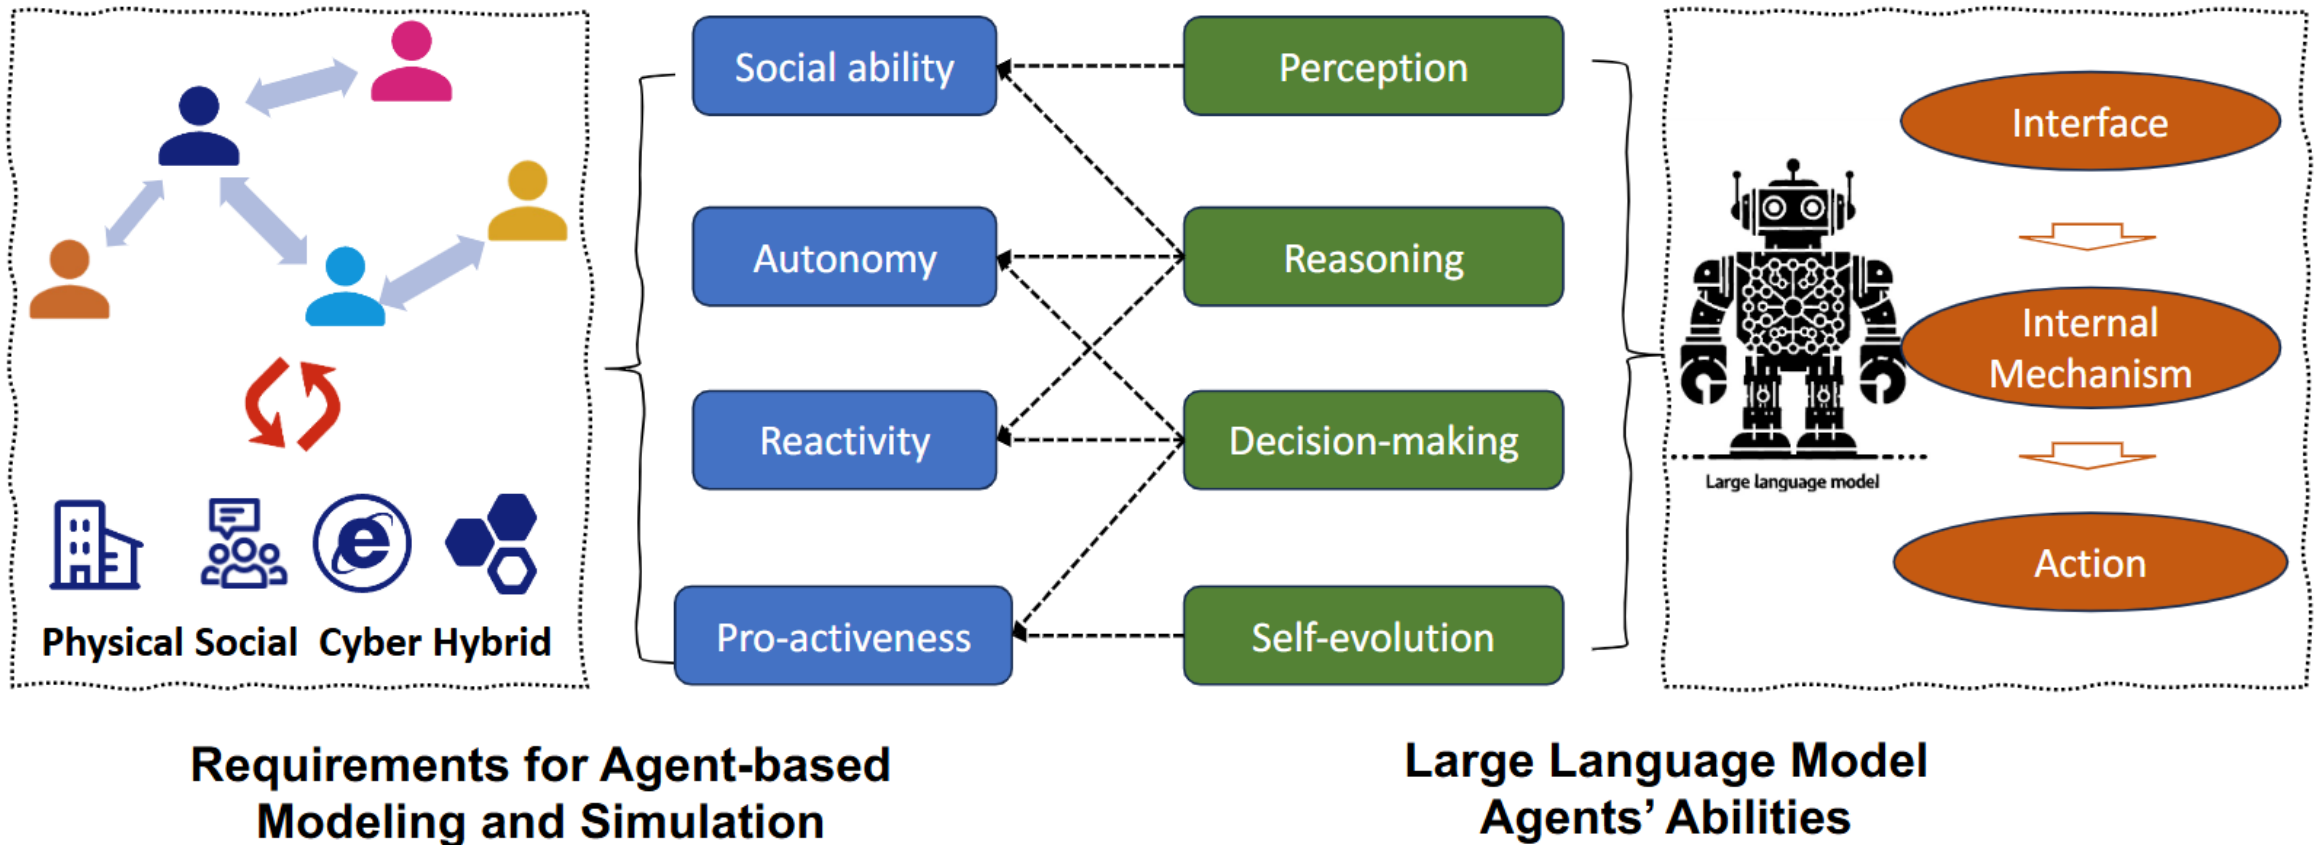 Social ability
Perception
Interface
Autonomy
Reasoning
Internal
Mechanism
Reactivity
Decision-making
Large language model
Action
Physical Social Cyber Hybrid
Pro-activeness
Self-evolution
Requirements for Agent-based
Modeling and Simulation
Large Language Model
Agents’ Abilities